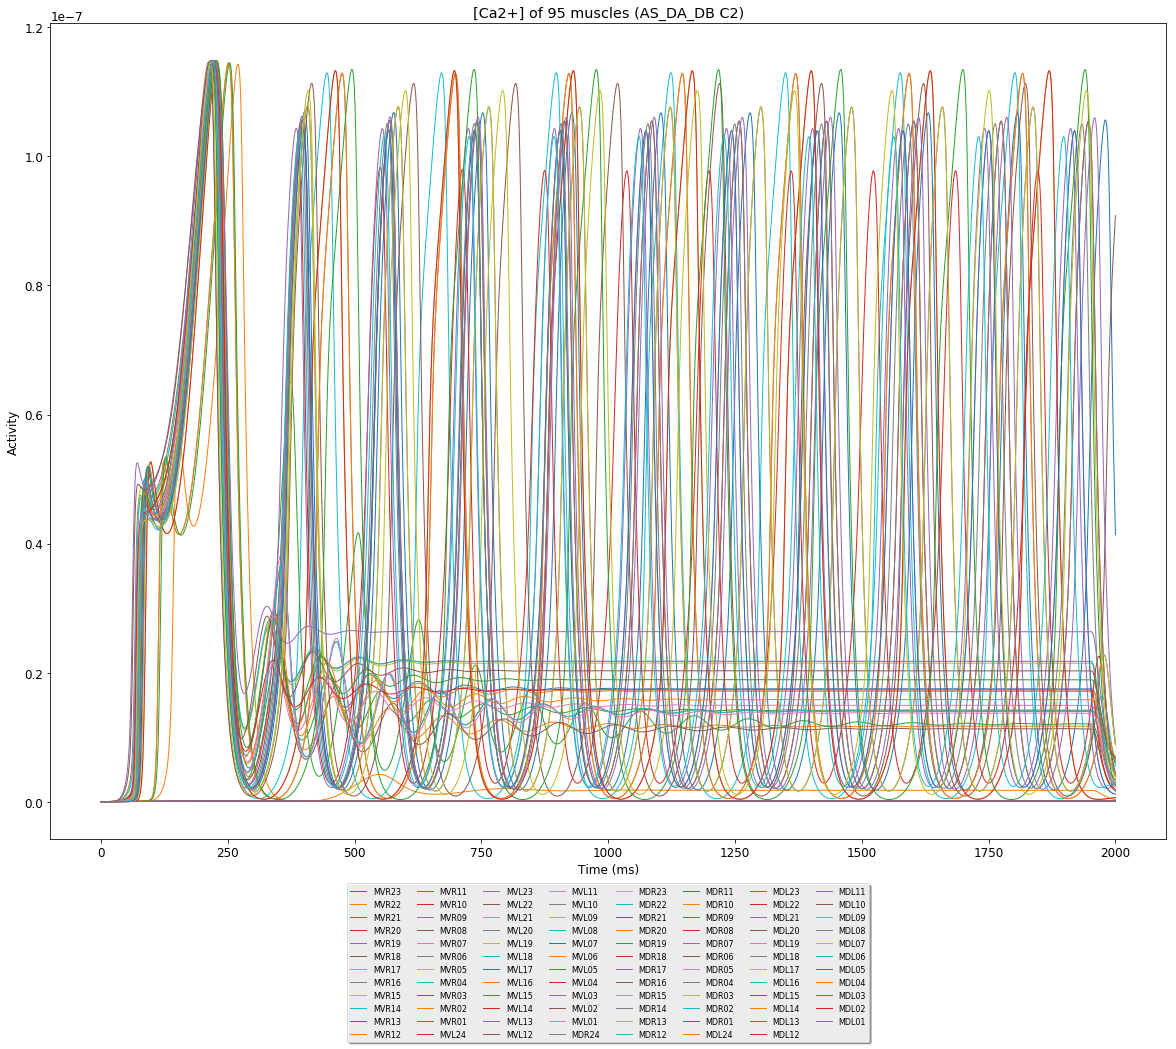 [Ca2+] of 95 muscles (AS_DA_DB C2)
1e−7
1.2
1.0
0.8
0.6
0.4
0.2
0.0
Activity
0 250 500 750 1000 1250 1500 1750 2000
Time (ms)
MVR23 MVR11 MVL23 MVL11 MDR23 MDR11 MDL23 MDL11
MVR22 MVR10 MVL22 MVL10 MDR22 MDR10 MDL22 MDL10
MVR21 MVR09 MVL21 MVL09 MDR21 MDR09 MDL21 MDL09
MVR20 MVR08 MVL20 MVL08 MDR20 MDR08 MDL20 MDL08
MVR19 MVR07 MVL19 MVL07 MDR19 MDR07 MDL19 MDL07
MVR18 MVR06 MVL18 MVL06 MDR18 MDR06 MDL18 MDL06
MVR17 MVR05 MVL17 MVL05 MDR17 MDR05 MDL17 MDL05
MVR16 MVR04 MVL16 MVL04 MDR16 MDR04 MDL16 MDL04
MVR15 MVR03 MVL15 MVL03 MDR15 MDR03 MDL15 MDL03
MVR14 MVR02 MVL14 MVL02 MDR14 MDR02 MDL14 MDL02
MVR13 MVR01 MVL13 MVL01 MDR13 MDR01 MDL13 MDL01
MVR12 MVL24 MVL12 MDR24 MDR12 MDL24 MDL12